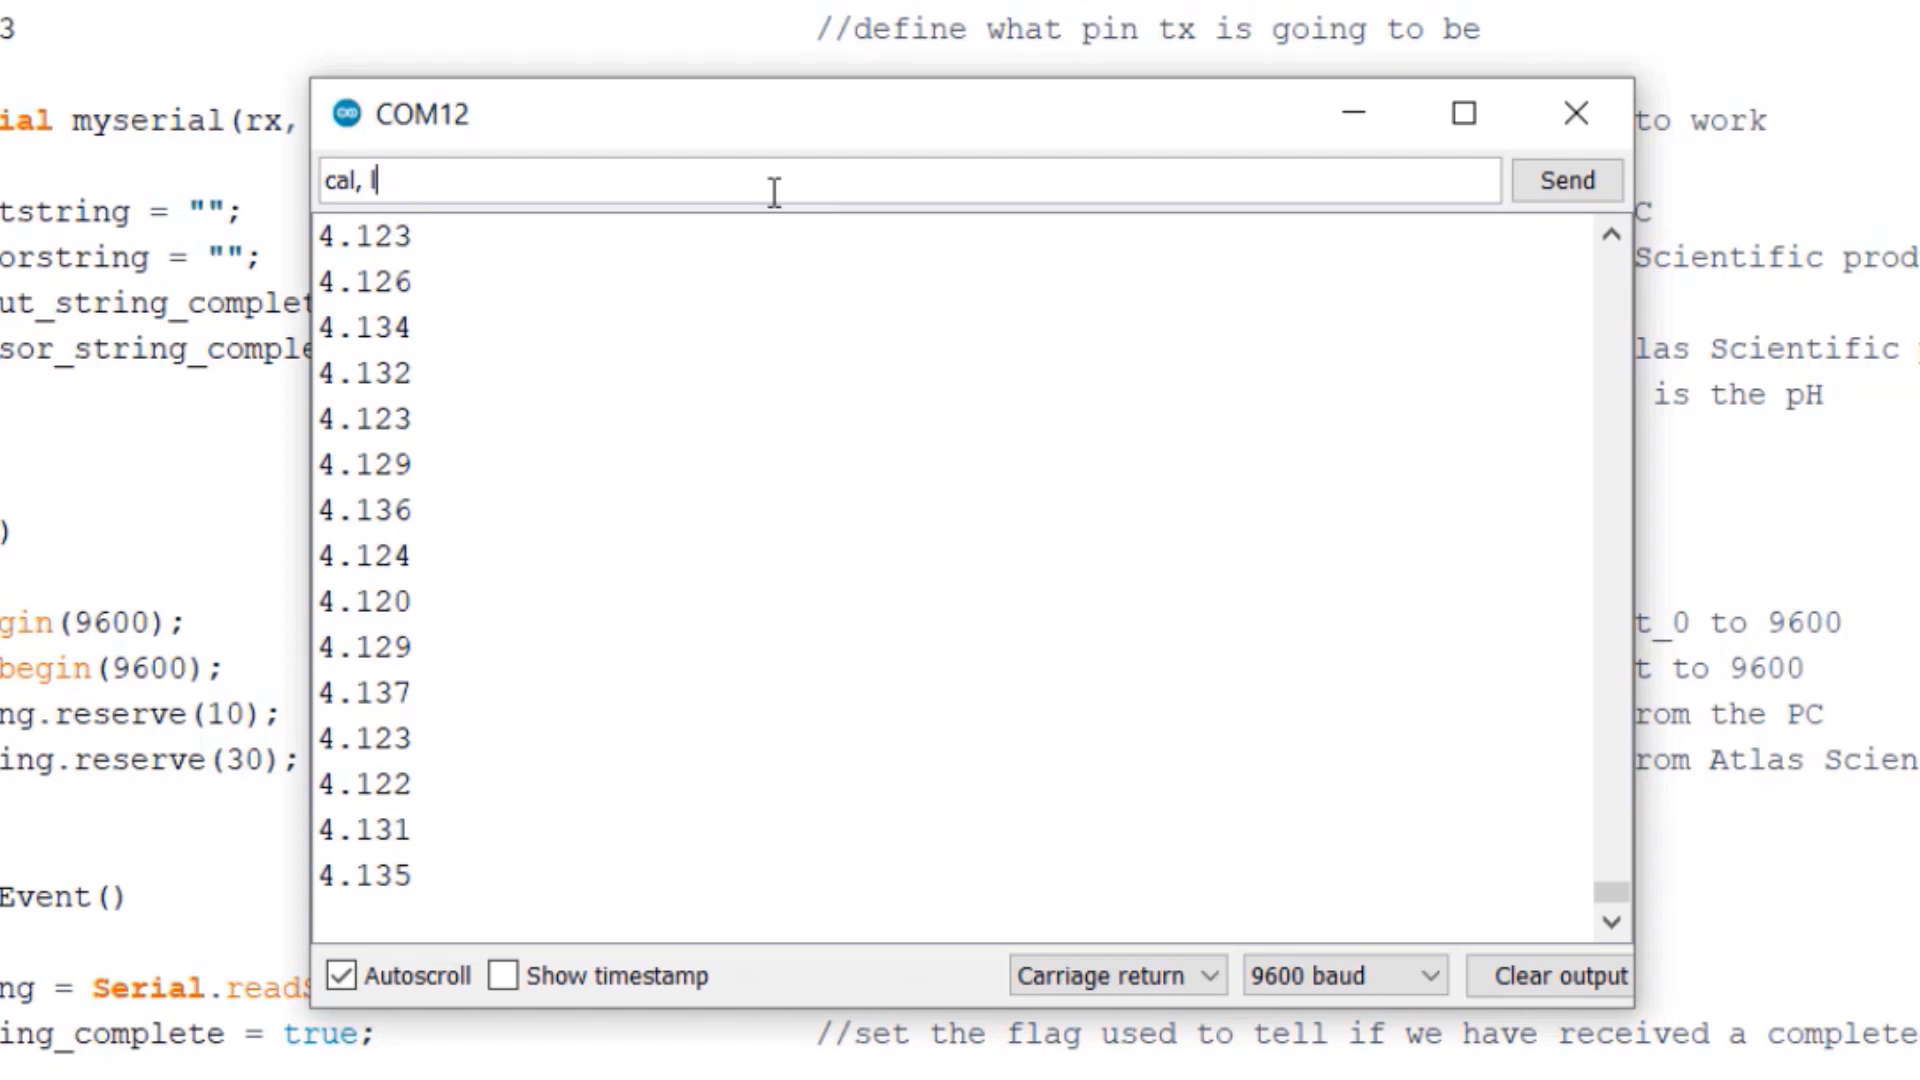 3 //define what pin tx is going to be
COM12
ial myserial(rx, to work
cal, l
Send
tstring = ""; C
orstring = ""; Scientific prod
ut_string_complet
sor_string_comple las Scientific
is the pH
4.123
4.126
4.134
4.132
4.123
4.129
4.136
4.124
4.120
4.129
4.137
4.123
4.122
4.131
4.135
)
gin(9600); t_0 to 9600
begin(9600); t to 9600
ng.reserve(10); rom the PC
ing.reserve(30); rom Atlas Scien
Event()
Autoscroll Show timestamp Carriage return 9600 baud Clear output
ng = Serial.reads
ing_complete = true; //set the flag used to tell if we have received a complete